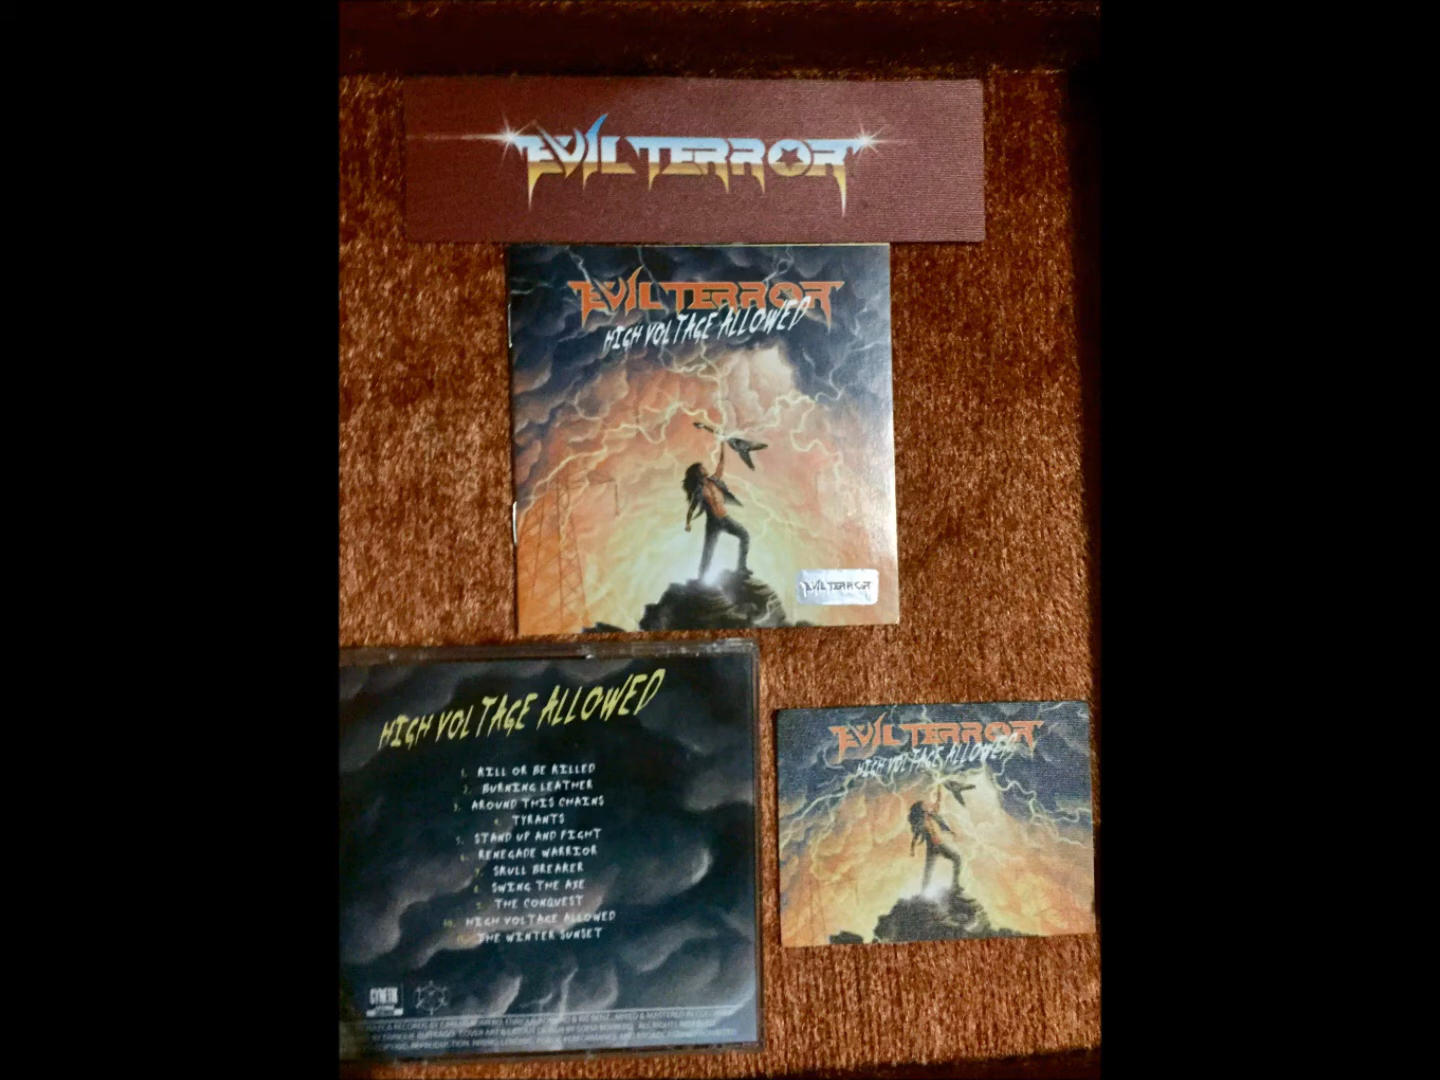 EVIL TERROR
EVIL TERROR
HIGH VOLTAGE ALLOWED
EVIL TERROR
HIGH VOLTAGE ALLOWED
1. KILL OR BE KILLED
2. BURNING LEATHER
3. AROUND THIS CHAINS
4. TYRANTS
5. STAND UP AND FIGHT
6. RENEGADE WARRIOR
7. SKULL BREAKER
8. SWING THE AXE
9. THE CONQUEST
10. HIGH VOLTAGE ALLOWED
11. THE WINTER SUNSET
EVIL TERROR
HIGH VOLTAGE ALLOWED